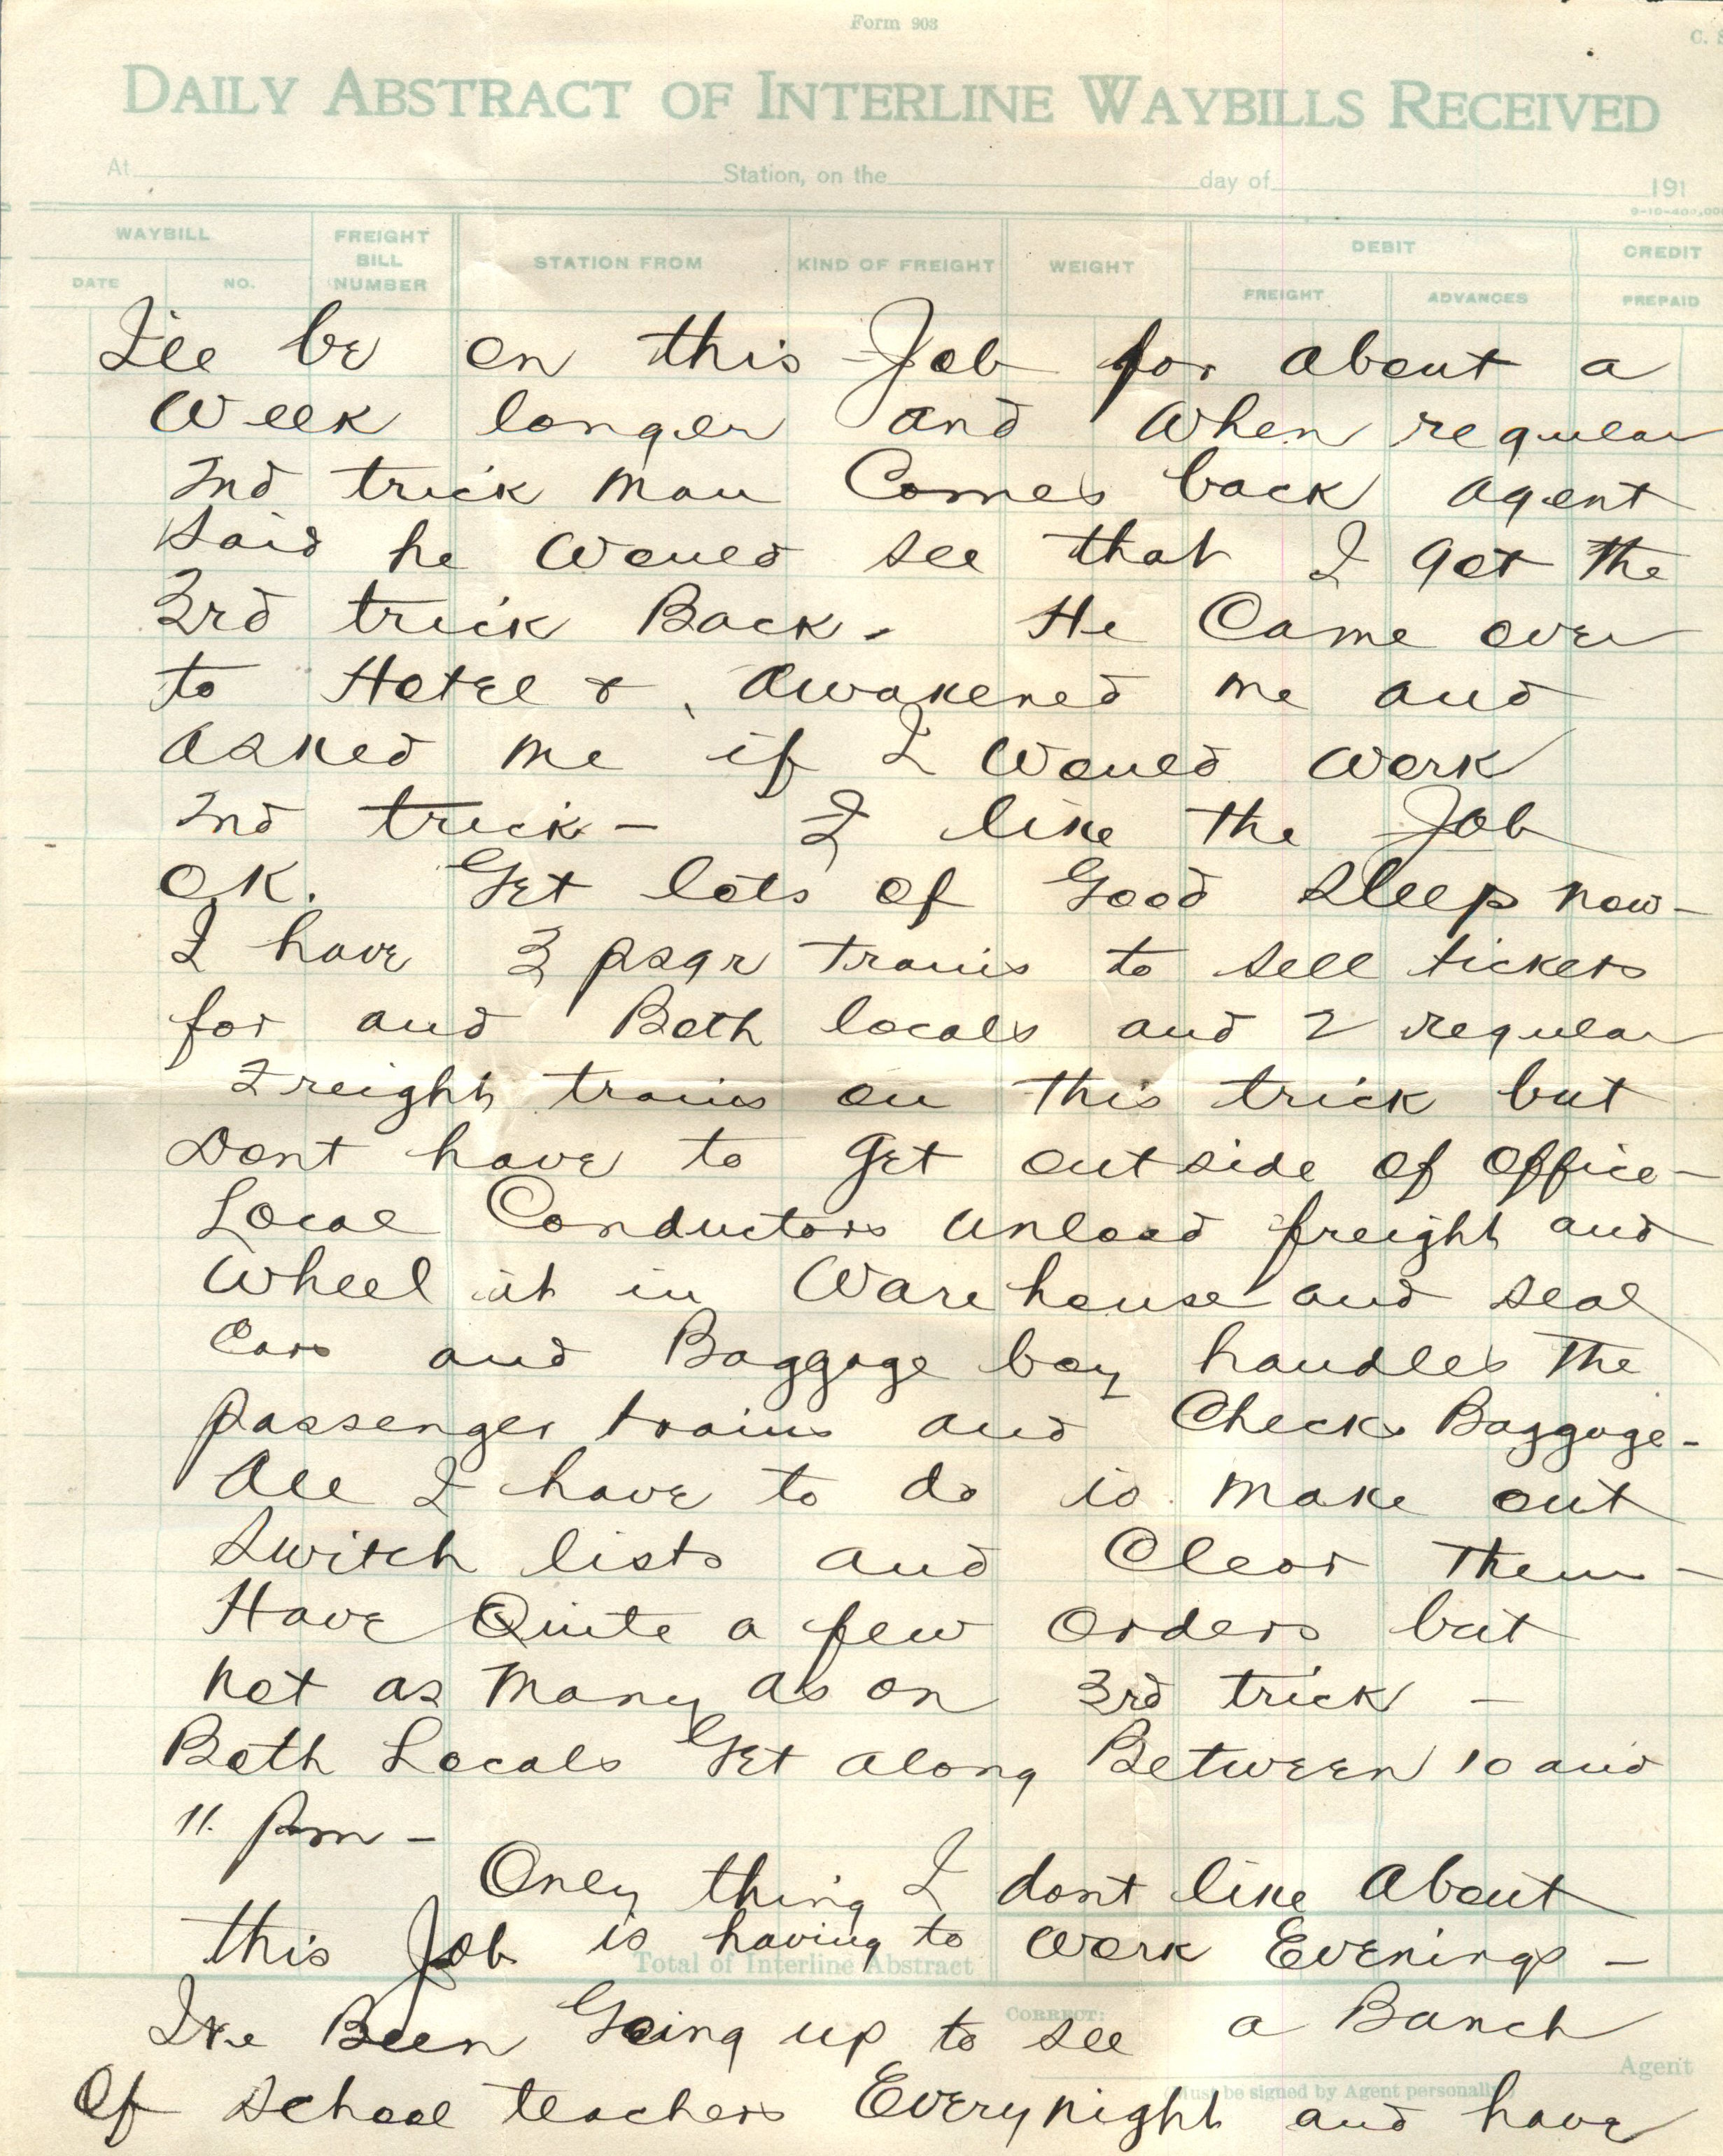 Form 903
C. S
DAILY ABSTRACT OF INTERLINE WAYBILLS RECEIVED
At Station, on the day of 191
9-10-400,000
WAYBILL
FREIGHT BILL NUMBER
STATION FROM
KIND OF FREIGHT
WEIGHT
DEBIT
CREDIT
DATE
NO.
FREIGHT
ADVANCES
PREPAID
I'll be on this Job for about a
Week longer and When regular
2nd trick man Comes back agent
Said he Would see that I got the
3rd trick Back - He Came over
to Hotel & Awakened me and
asked me if I Would Work
2nd trick - I like the Job
OK. Get lots of Good Sleep now -
I have 3 psgr trains to sell tickets
for and Both locals and 2 regular
Freight trains on this trick but
Dont have to get outside of office -
Local Conductors unload freight and
Wheel it in Warehouse and seal
Cars and Baggage boy handles the
passenger trains and Checks Baggage -
All I have to do is make out
Switch lists and Clear them -
Have Quite a few orders but
not as many as on 3rd trick -
Both Locals Get along Between 10 and
11 Pm -
Only thing I dont like About
this Job is having to Work Evenings -
Total of Interline Abstract
CORRECT:
I've Been Going up to see a Banch
Agent
(Must be signed by Agent personally)
Of School teachers Every night and have